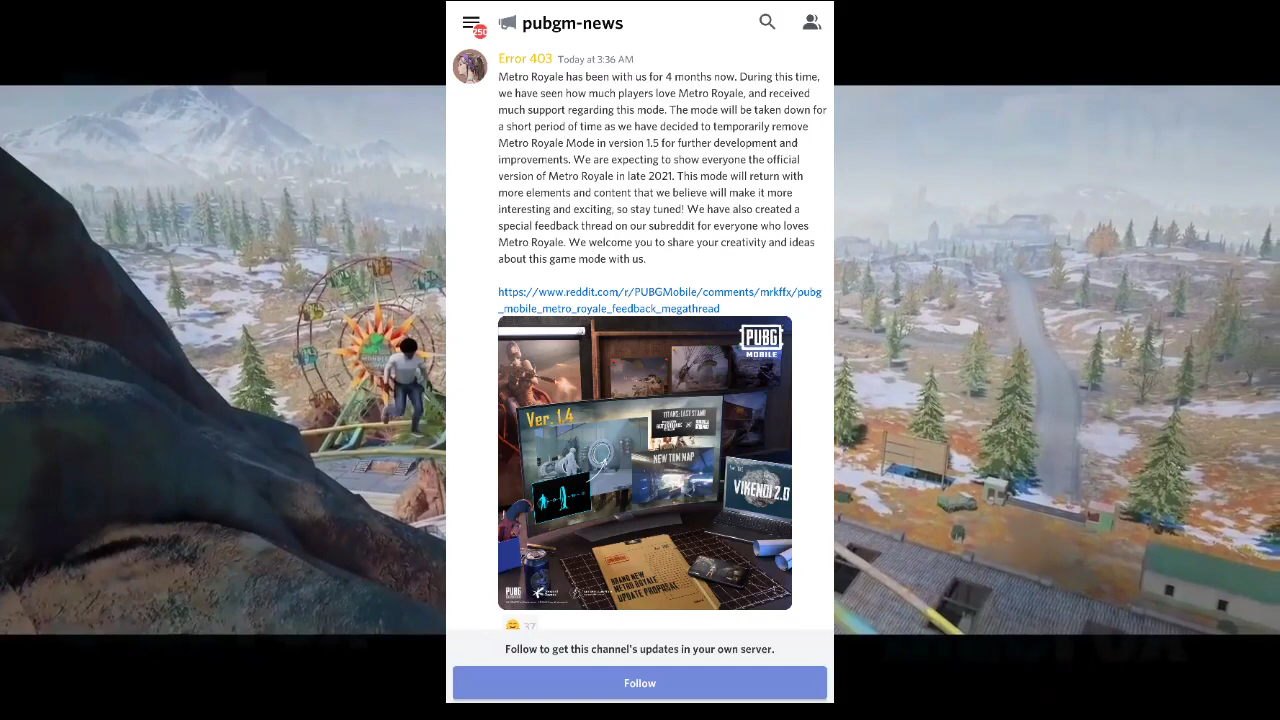 250
pubgm-news
Error 403 Today at 3:36 AM
Metro Royale has been with us for 4 months now. During this time,
we have seen how much players love Metro Royale, and received
much support regarding this mode. The mode will be taken down for
a short period of time as we have decided to temporarily remove
Metro Royale Mode in version 1.5 for further development and
improvements. We are expecting to show everyone the official
version of Metro Royale in late 2021. This mode will return with
more elements and content that we believe will make it more
interesting and exciting, so stay tuned! We have also created a
special feedback thread on our subreddit for everyone who loves
Metro Royale. We welcome you to share your creativity and ideas
about this game mode with us.
https://www.reddit.com/r/PUBGMobile/comments/mrkffx/pubg
_mobile_metro_royale_feedback_megathread
PUBG
MOBILE
Ver. 1.4
TITANS: LAST STAND
NEW TDM MAP
VIKENDI 2.0
BRAND NEW
METRO ROYALE
UPDATE PROPOSAL
PUBG
37
Follow to get this channel's updates in your own server.
Follow